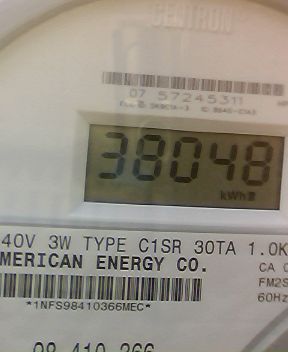 CENTRON
07 57245311
38048
kWh
40V 3W TYPE C1SR 30TA 1.0K
MERICAN ENERGY CO.
CA 0
FM2S
60Hz
*1NFS98410366MEC*
98 410 366